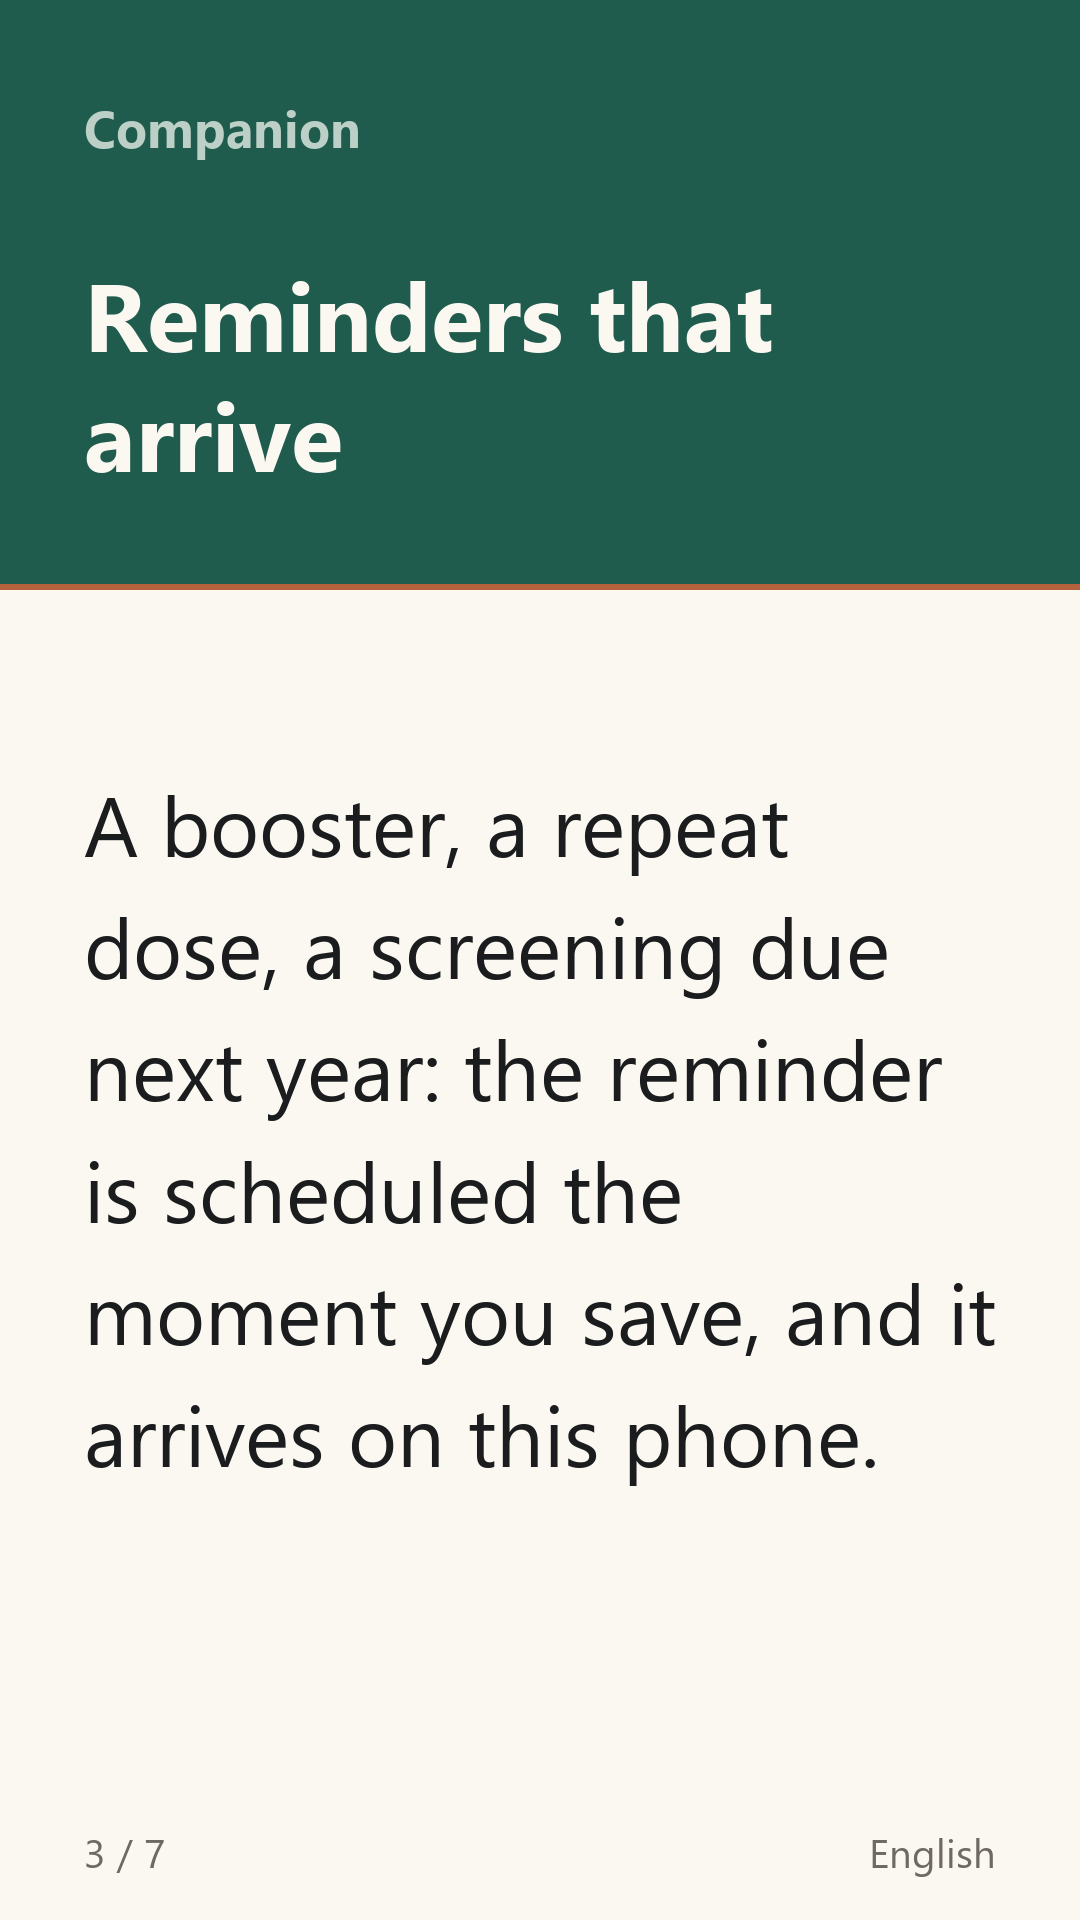 Companion
Reminders that
arrive
A booster, a repeat
dose, a screening due
next year: the reminder
is scheduled the
moment you save, and it
arrives on this phone.
3 / 7
English